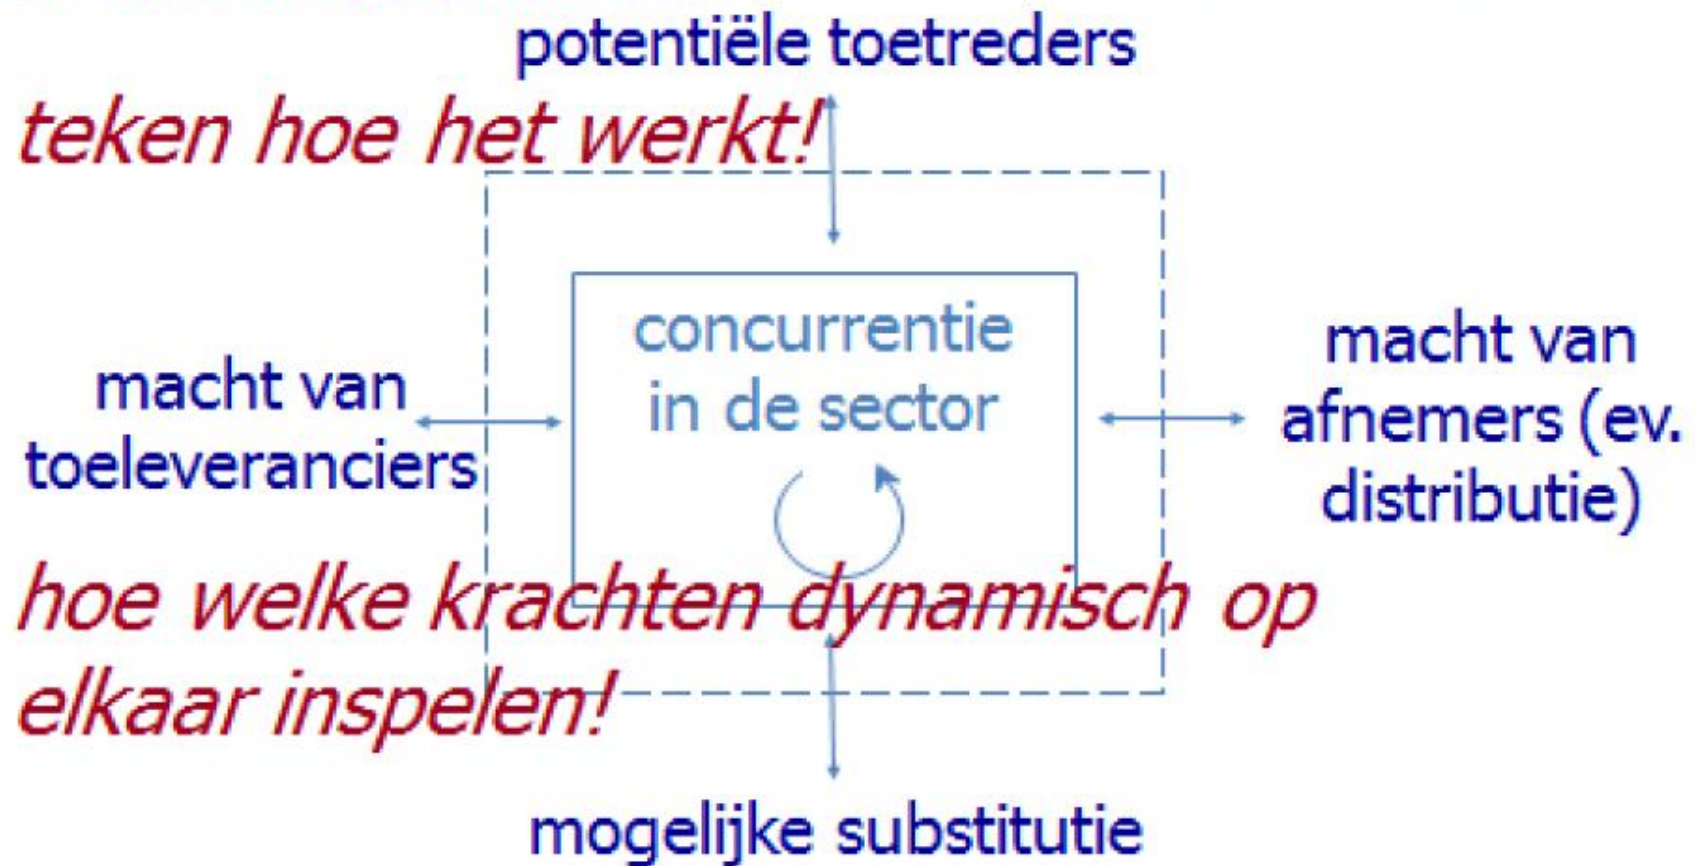 potentiële toetreders
teken hoe het werkt!
concurrentie
in de sector
macht van
toeleveranciers
macht van
afnemers (ev.
distributie)
hoe welke krachten dynamisch op
elkaar inspelen!
mogelijke substitutie